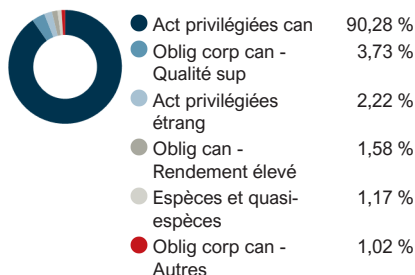 Act privilégiées can 90,28 %
Oblig corp can - 3,73 %
Qualité sup
Act privilégiées 2,22 %
étrang
Oblig can - 1,58 %
Rendement élevé
Espèces et quasi- 1,17 %
espèces
Oblig corp can - 1,02 %
Autres